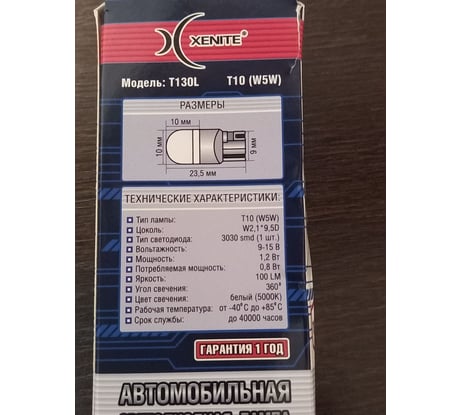 XENITE®
Модель: T130L T10 (W5W)
РАЗМЕРЫ
10 мм
10 мм
9 мм
23,5 мм
ТЕХНИЧЕСКИЕ ХАРАКТЕРИСТИКИ:
Тип лампы: T10 (W5W)
Цоколь: W2,1*9,5D
Тип светодиода: 3030 smd (1 шт.)
Вольтажность: 9-15 В
Мощность: 1,2 Вт
Потребляемая мощность: 0,8 Вт
Яркость: 100 LM
Угол свечения: 360°
Цвет свечения: белый (5000К)
Рабочая температура: от -40°С до +85°С
Срок службы: до 40000 часов
ГАРАНТИЯ 1 ГОД
АВТОМОБИЛЬНАЯ